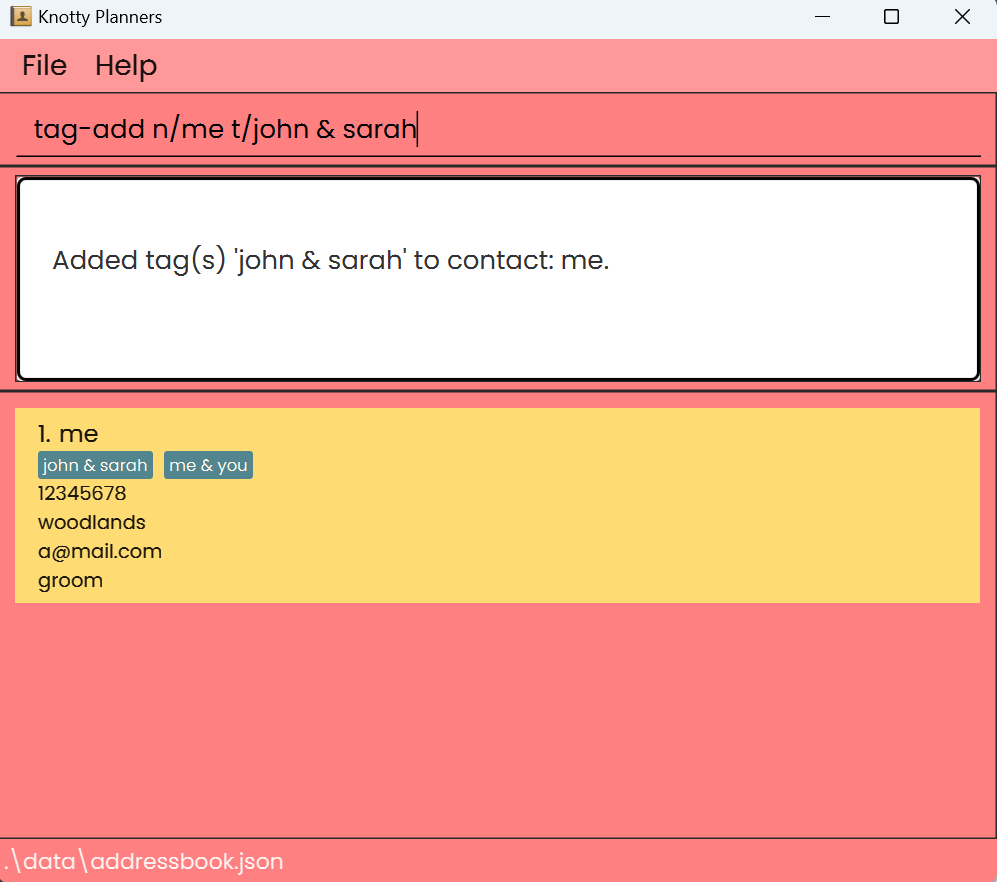 Knotty Planners
File Help
tag-add n/me t/john & sarah
Added tag(s) 'john & sarah' to contact: me.
1. me
john & sarah me & you
12345678
woodlands
a@mail.com
groom
.\data\addressbook.json